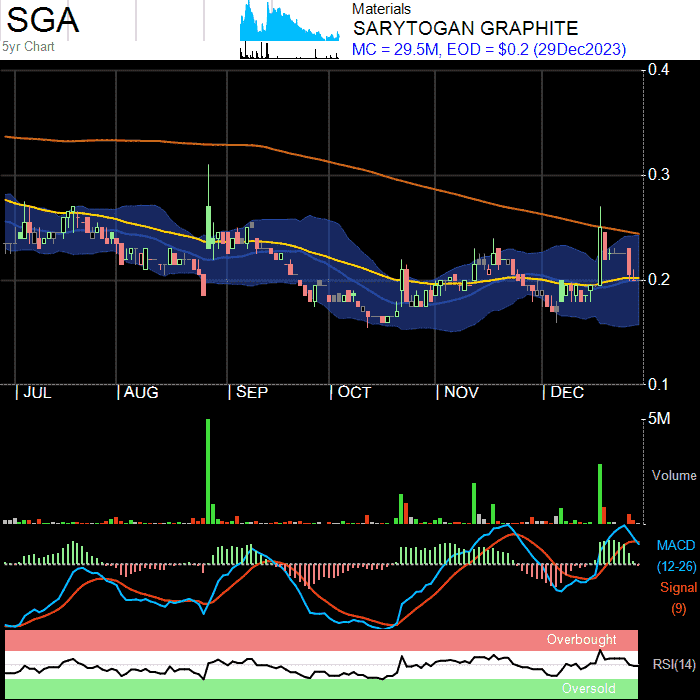 SGA
5yr Chart
Materials
SARYTOGAN GRAPHITE
MC = 29.5M, EOD = $0.2 (29Dec2023)
0.4
0.3
0.2
0.1
| JUL | AUG | SEP | OCT | NOV | DEC
5M
Volume
MACD
(12-26)
Signal
(9)
Overbought
RSI(14)
Oversold